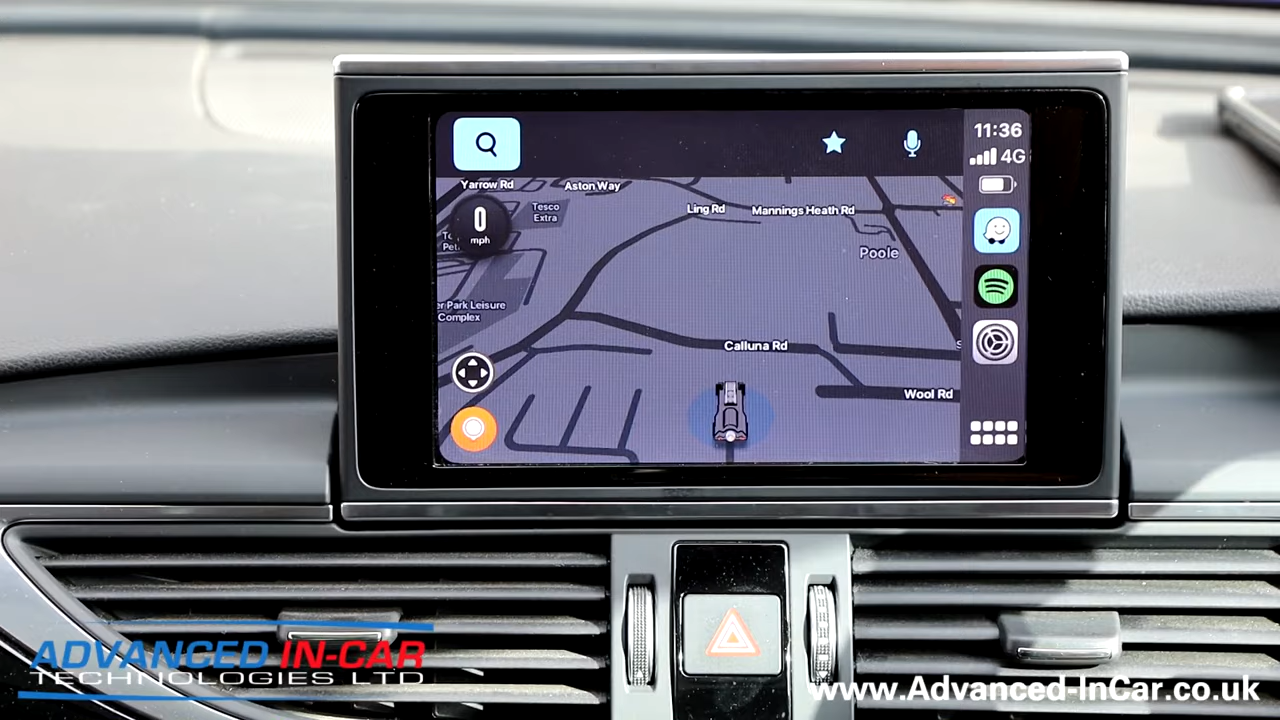 11:36
4G
Yarrow Rd
Aston Way
Tesco
Extra
0
mph
Ling Rd
Mannings Heath Rd
Poole
er Park Leisure
Complex
Calluna Rd
Wool Rd
ADVANCED IN-CAR
TECHNOLOGIES LTD
www.Advanced-InCar.co.uk